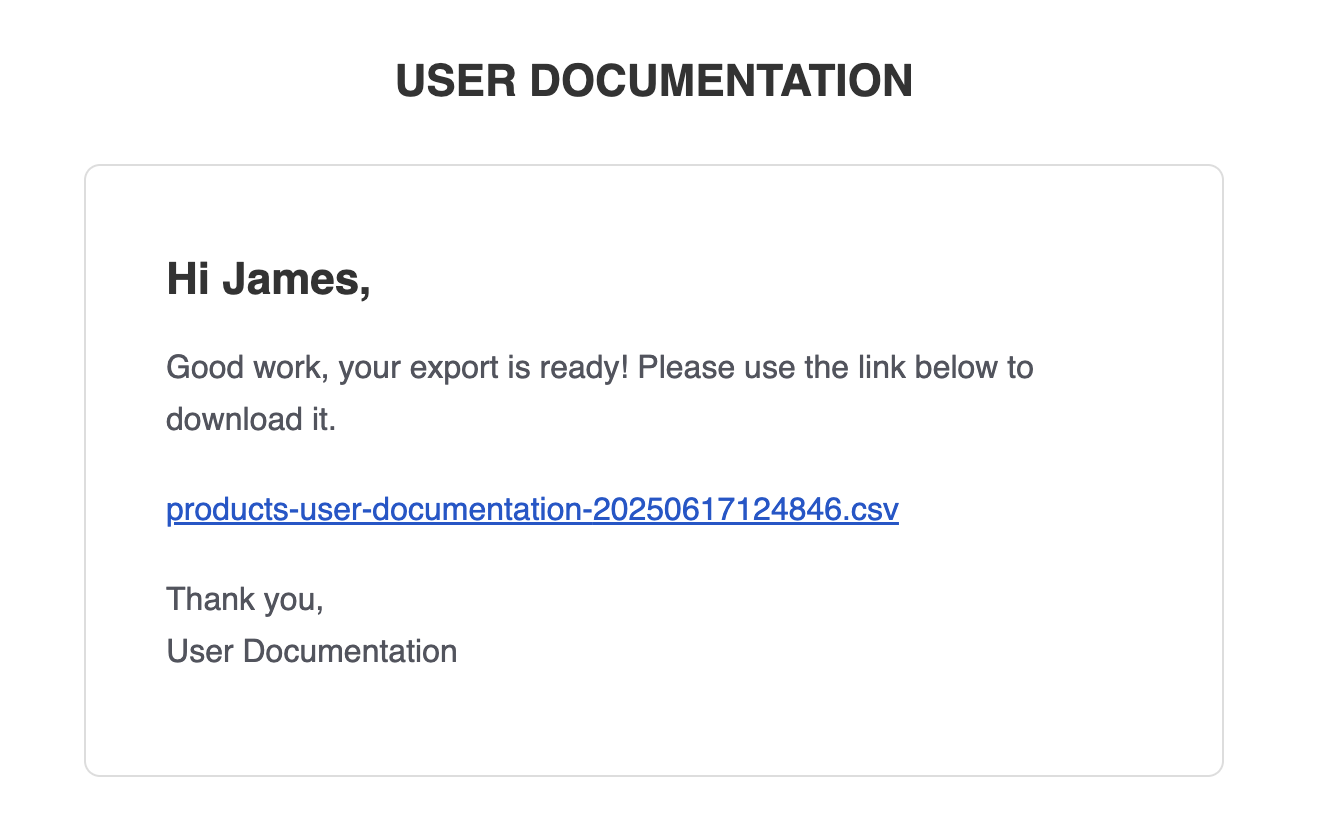 USER DOCUMENTATION
Hi James,
Good work, your export is ready! Please use the link below to
download it.
products-user-documentation-20250617124846.csv
Thank you,
User Documentation